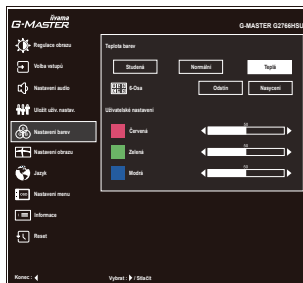 iiyama
G-MASTER
G-MASTER G2766HSU
Regulace obrazu
Volba vstupů
Nastavení audio
Uložit uživ. nastav.
Nastavení barev
Nastavení obrazu
Jazyk
Nastavení menu
Informace
Reset
Teplota barev
Studená
Normální
Teplá
6-Osa
Odstín
Nasycení
Uživatelské nastavení
Červená
50
Zelená
50
Modrá
50
Konec :
Vybrat : / Stlačit